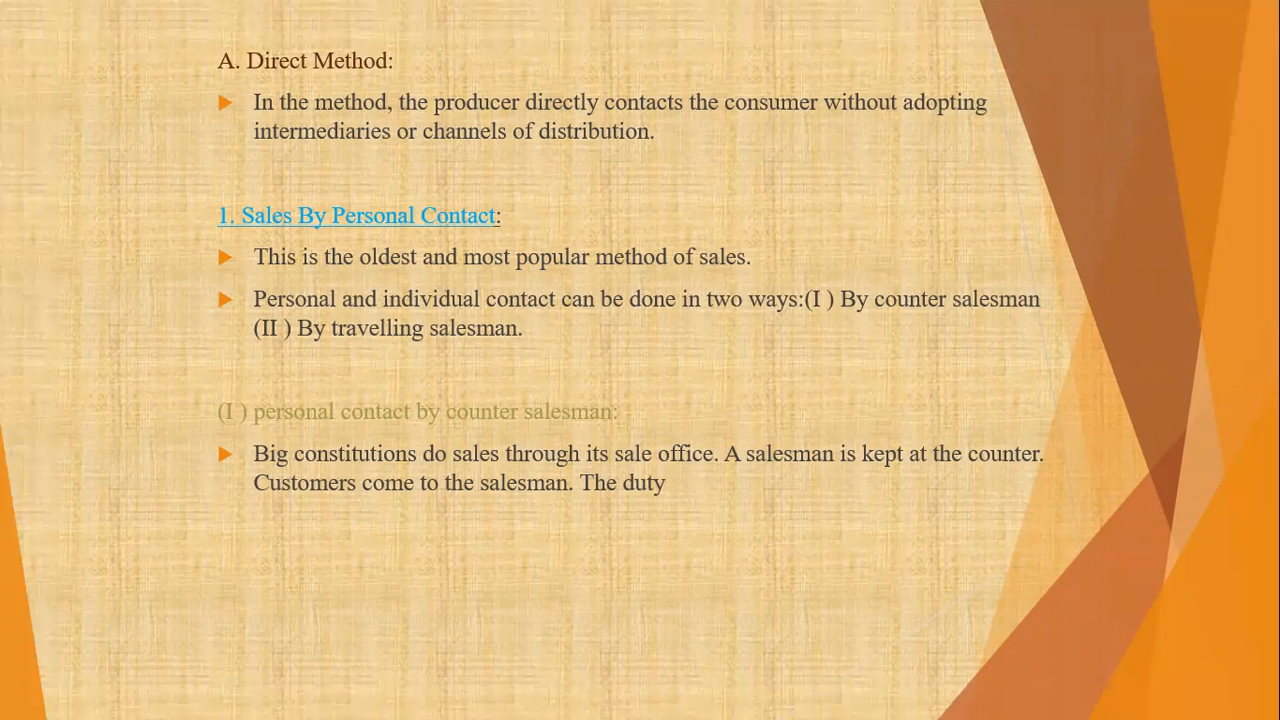 A. Direct Method:
In the method, the producer directly contacts the consumer without adopting
intermediaries or channels of distribution.
1. Sales By Personal Contact:
This is the oldest and most popular method of sales.
Personal and individual contact can be done in two ways:(I ) By counter salesman
(II ) By travelling salesman.
(I ) personal contact by counter salesman:
Big constitutions do sales through its sale office. A salesman is kept at the counter.
Customers come to the salesman. The duty